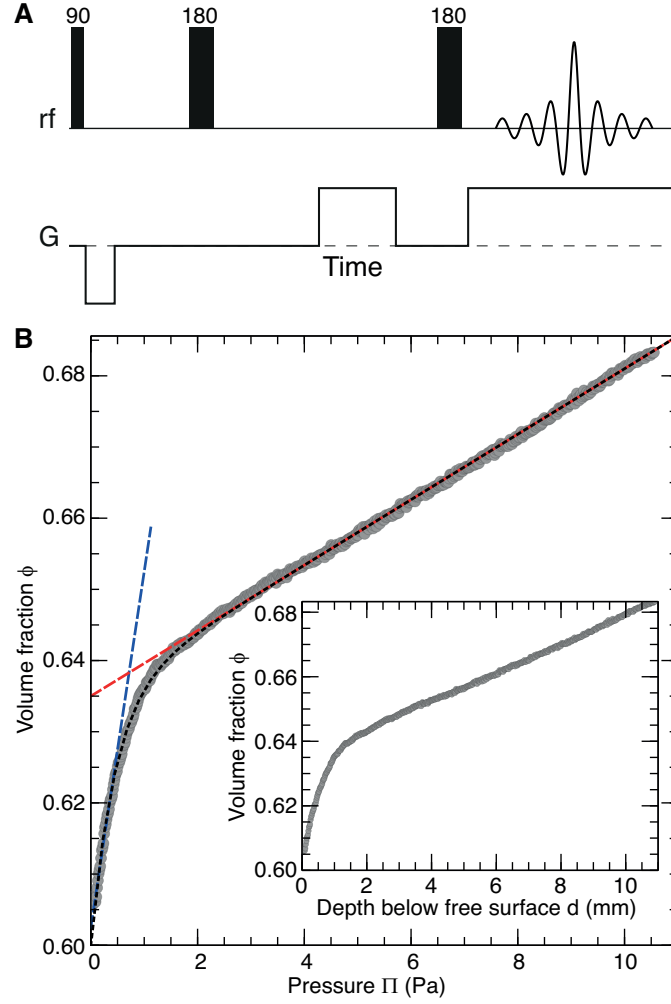 A
90 180 180
rf
G
Time
B
0.68
0.66
0.64
0.62
0.60
Volume fraction ϕ
0 2 4 6 8 10
Pressure Π (Pa)
0.68
0.66
0.64
0.62
0.60
Volume fraction ϕ
0 2 4 6 8 10
Depth below free surface d (mm)